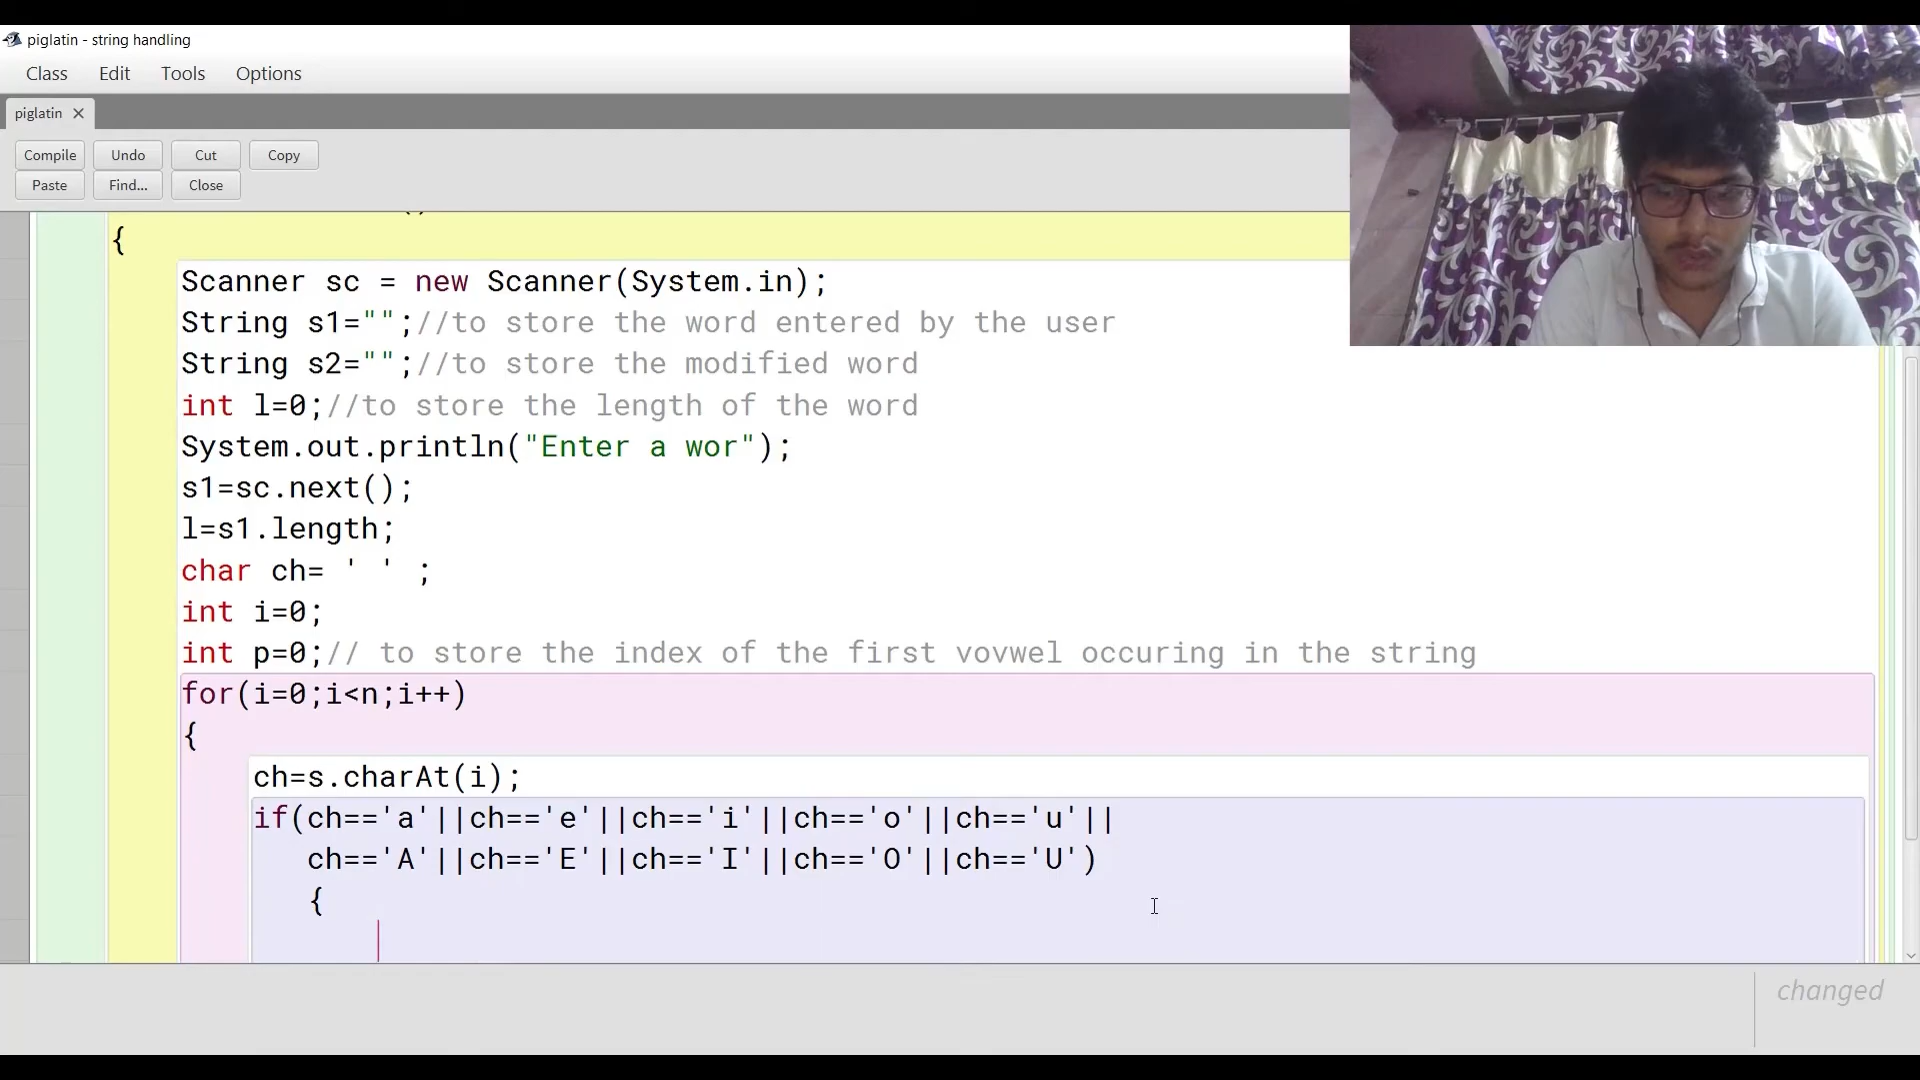 piglatin - string handling
Class Edit Tools Options
piglatin
Compile Undo Cut Copy
Paste Find... Close
{
Scanner sc = new Scanner(System.in);
String s1="";//to store the word entered by the user
String s2="";//to store the modified word
int l=0;//to store the length of the word
System.out.println("Enter a wor");
s1=sc.next();
l=s1.length;
char ch= ' ' ;
int i=0;
int p=0;// to store the index of the first vovwel occuring in the string
for(i=0;i<n;i++)
{
ch=s.charAt(i);
if(ch=='a'||ch=='e'||ch=='i'||ch=='o'||ch=='u'||
ch=='A'||ch=='E'||ch=='I'||ch=='O'||ch=='U')
{
changed